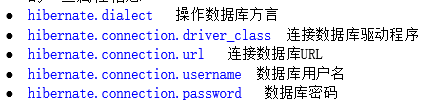 ● hibernate.dialect 操作数据库方言
● hibernate.connection.driver_class 连接数据库驱动程序
● hibernate.connection.url 连接数据库URL
● hibernate.connection.username 数据库用户名
● hibernate.connection.password 数据库密码